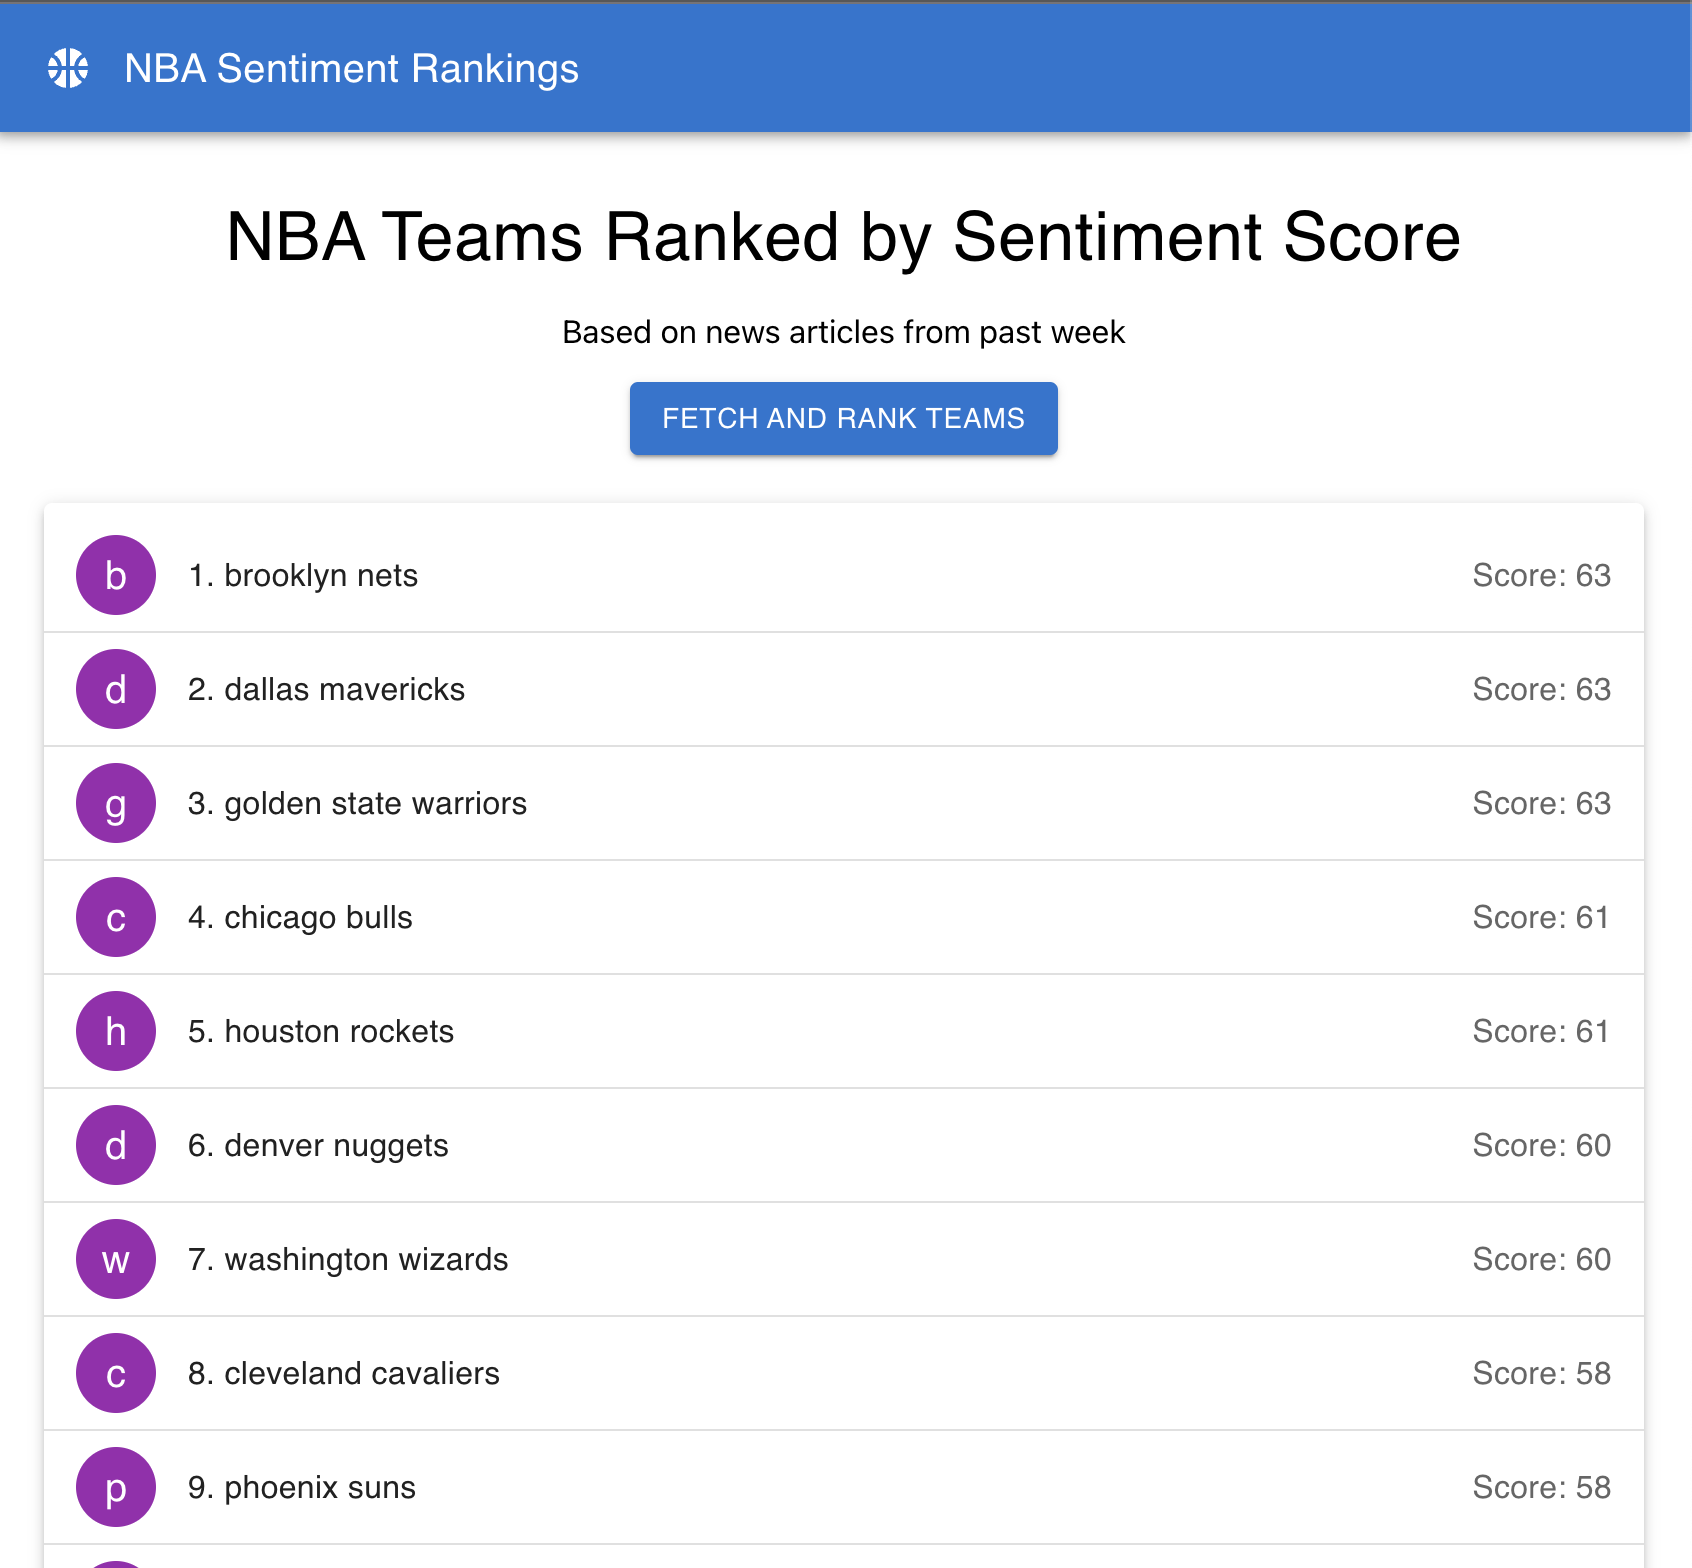 NBA Sentiment Rankings
NBA Teams Ranked by Sentiment Score
Based on news articles from past week
FETCH AND RANK TEAMS
b 1. brooklyn nets Score: 63
d 2. dallas mavericks Score: 63
g 3. golden state warriors Score: 63
c 4. chicago bulls Score: 61
h 5. houston rockets Score: 61
d 6. denver nuggets Score: 60
w 7. washington wizards Score: 60
c 8. cleveland cavaliers Score: 58
p 9. phoenix suns Score: 58